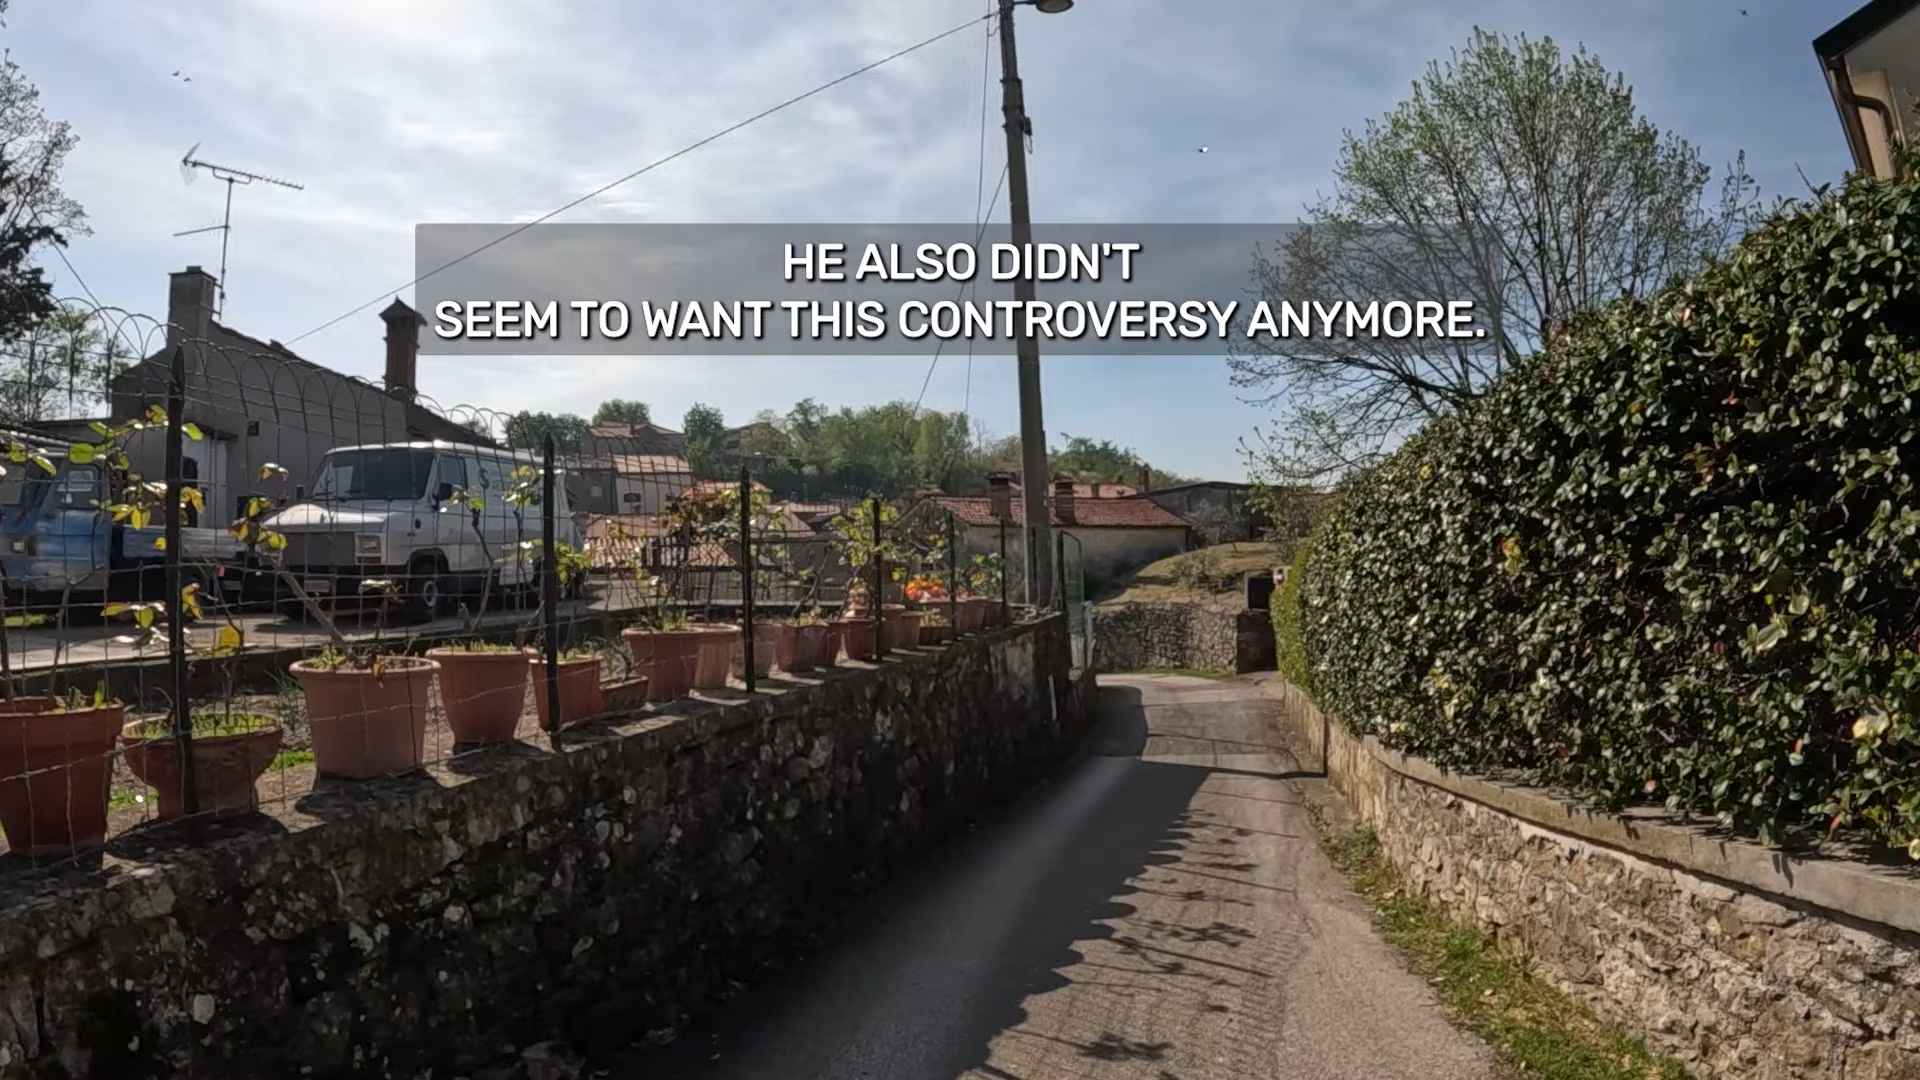 HE ALSO DIDN'T
SEEM TO WANT THIS CONTROVERSY ANYMORE.